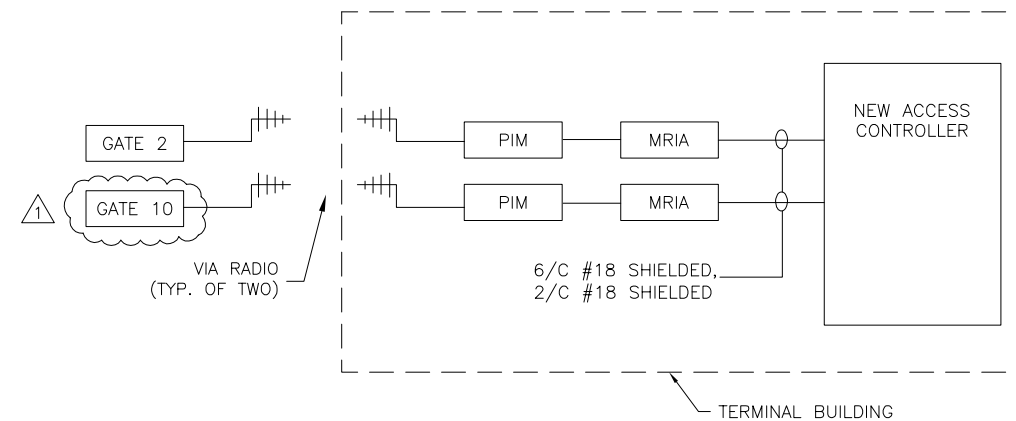 GATE 2
PIM
MRIA
NEW ACCESS
CONTROLLER
1
GATE 10
PIM
MRIA
VIA RADIO
(TYP. OF TWO)
6/C #18 SHIELDED,
2/C #18 SHIELDED
TERMINAL BUILDING